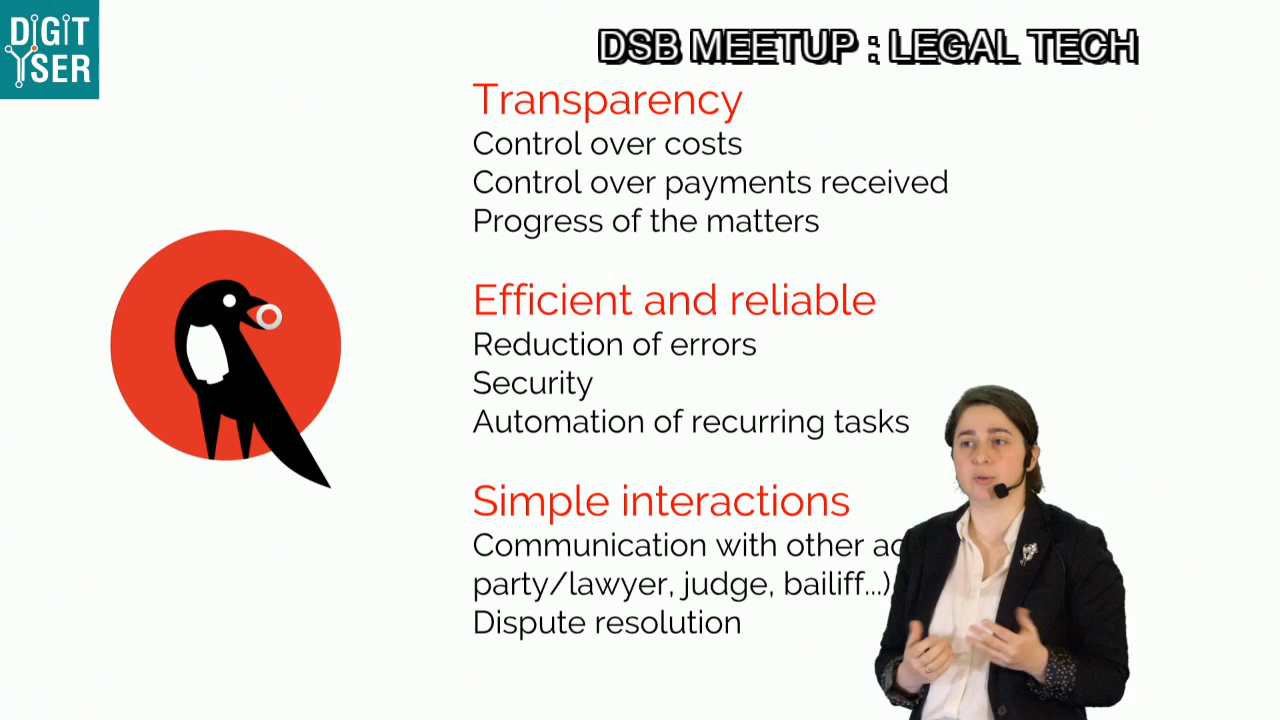 DIGIT
YSER
DSB MEETUP : LEGAL TECH
Transparency
Control over costs
Control over payments received
Progress of the matters
Efficient and reliable
Reduction of errors
Security
Automation of recurring tasks
Simple interactions
Communication with other
party/lawyer, judge, bailiff...)
Dispute resolution